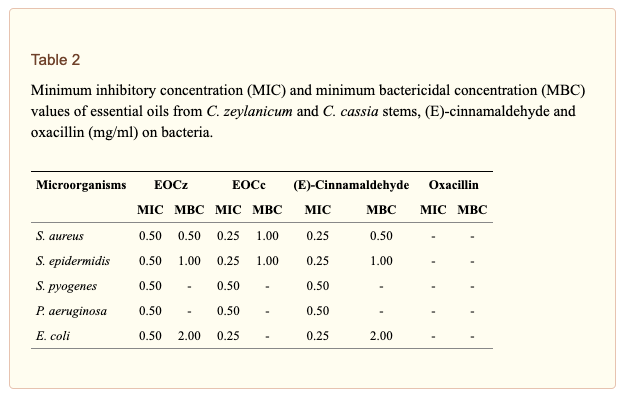 Table 2
Minimum inhibitory concentration (MIC) and minimum bactericidal concentration (MBC)
values of essential oils from C. zeylanicum and C. cassia stems, (E)-cinnamaldehyde and
oxacillin (mg/ml) on bacteria.
Microorganisms EOCz EOCc (E)-Cinnamaldehyde Oxacillin
MIC MBC MIC MBC MIC MBC MIC MBC
S. aureus 0.50 0.50 0.25 1.00 0.25 0.50 - -
S. epidermidis 0.50 1.00 0.25 1.00 0.25 1.00 - -
S. pyogenes 0.50 - 0.50 - 0.50 - - -
P. aeruginosa 0.50 - 0.50 - 0.50 - - -
E. coli 0.50 2.00 0.25 - 0.25 2.00 - -